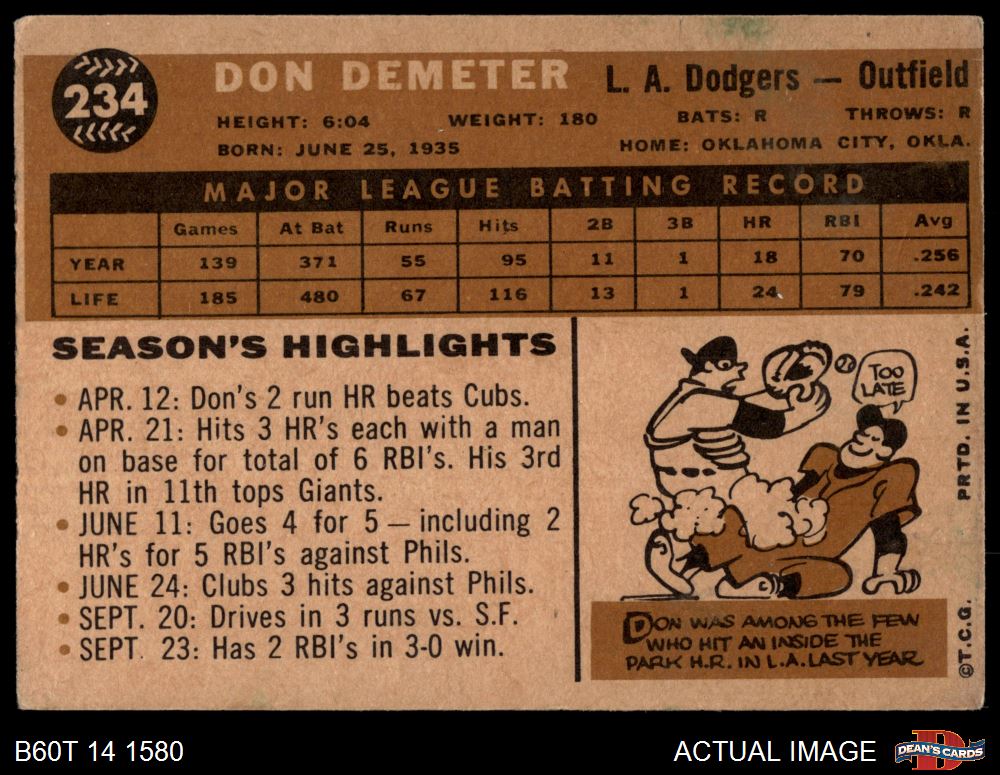 234
DON DEMETER L. A. Dodgers — Outfield
HEIGHT: 6:04 WEIGHT: 180 BATS: R THROWS: R
BORN: JUNE 25, 1935 HOME: OKLAHOMA CITY, OKLA.
MAJOR LEAGUE BATTING RECORD
Games At Bat Runs Hits 2B 3B HR RBI Avg
YEAR 139 371 55 95 11 1 18 70 .256
LIFE 185 480 67 116 13 1 24 79 .242
SEASON'S HIGHLIGHTS
• APR. 12: Don's 2 run HR beats Cubs.
• APR. 21: Hits 3 HR's each with a man
on base for total of 6 RBI's. His 3rd
HR in 11th tops Giants.
• JUNE 11: Goes 4 for 5 — including 2
HR's for 5 RBI's against Phils.
• JUNE 24: Clubs 3 hits against Phils.
• SEPT. 20: Drives in 3 runs vs. S.F.
• SEPT. 23: Has 2 RBI's in 3-0 win.
TOO
LATE
DON WAS AMONG THE FEW
WHO HIT AN INSIDE THE
PARK H.R. IN L.A. LAST YEAR
©T.C.G. PRTD. IN U.S.A.
B60T 14 1580
ACTUAL IMAGE
D
DEAN'S CARDS